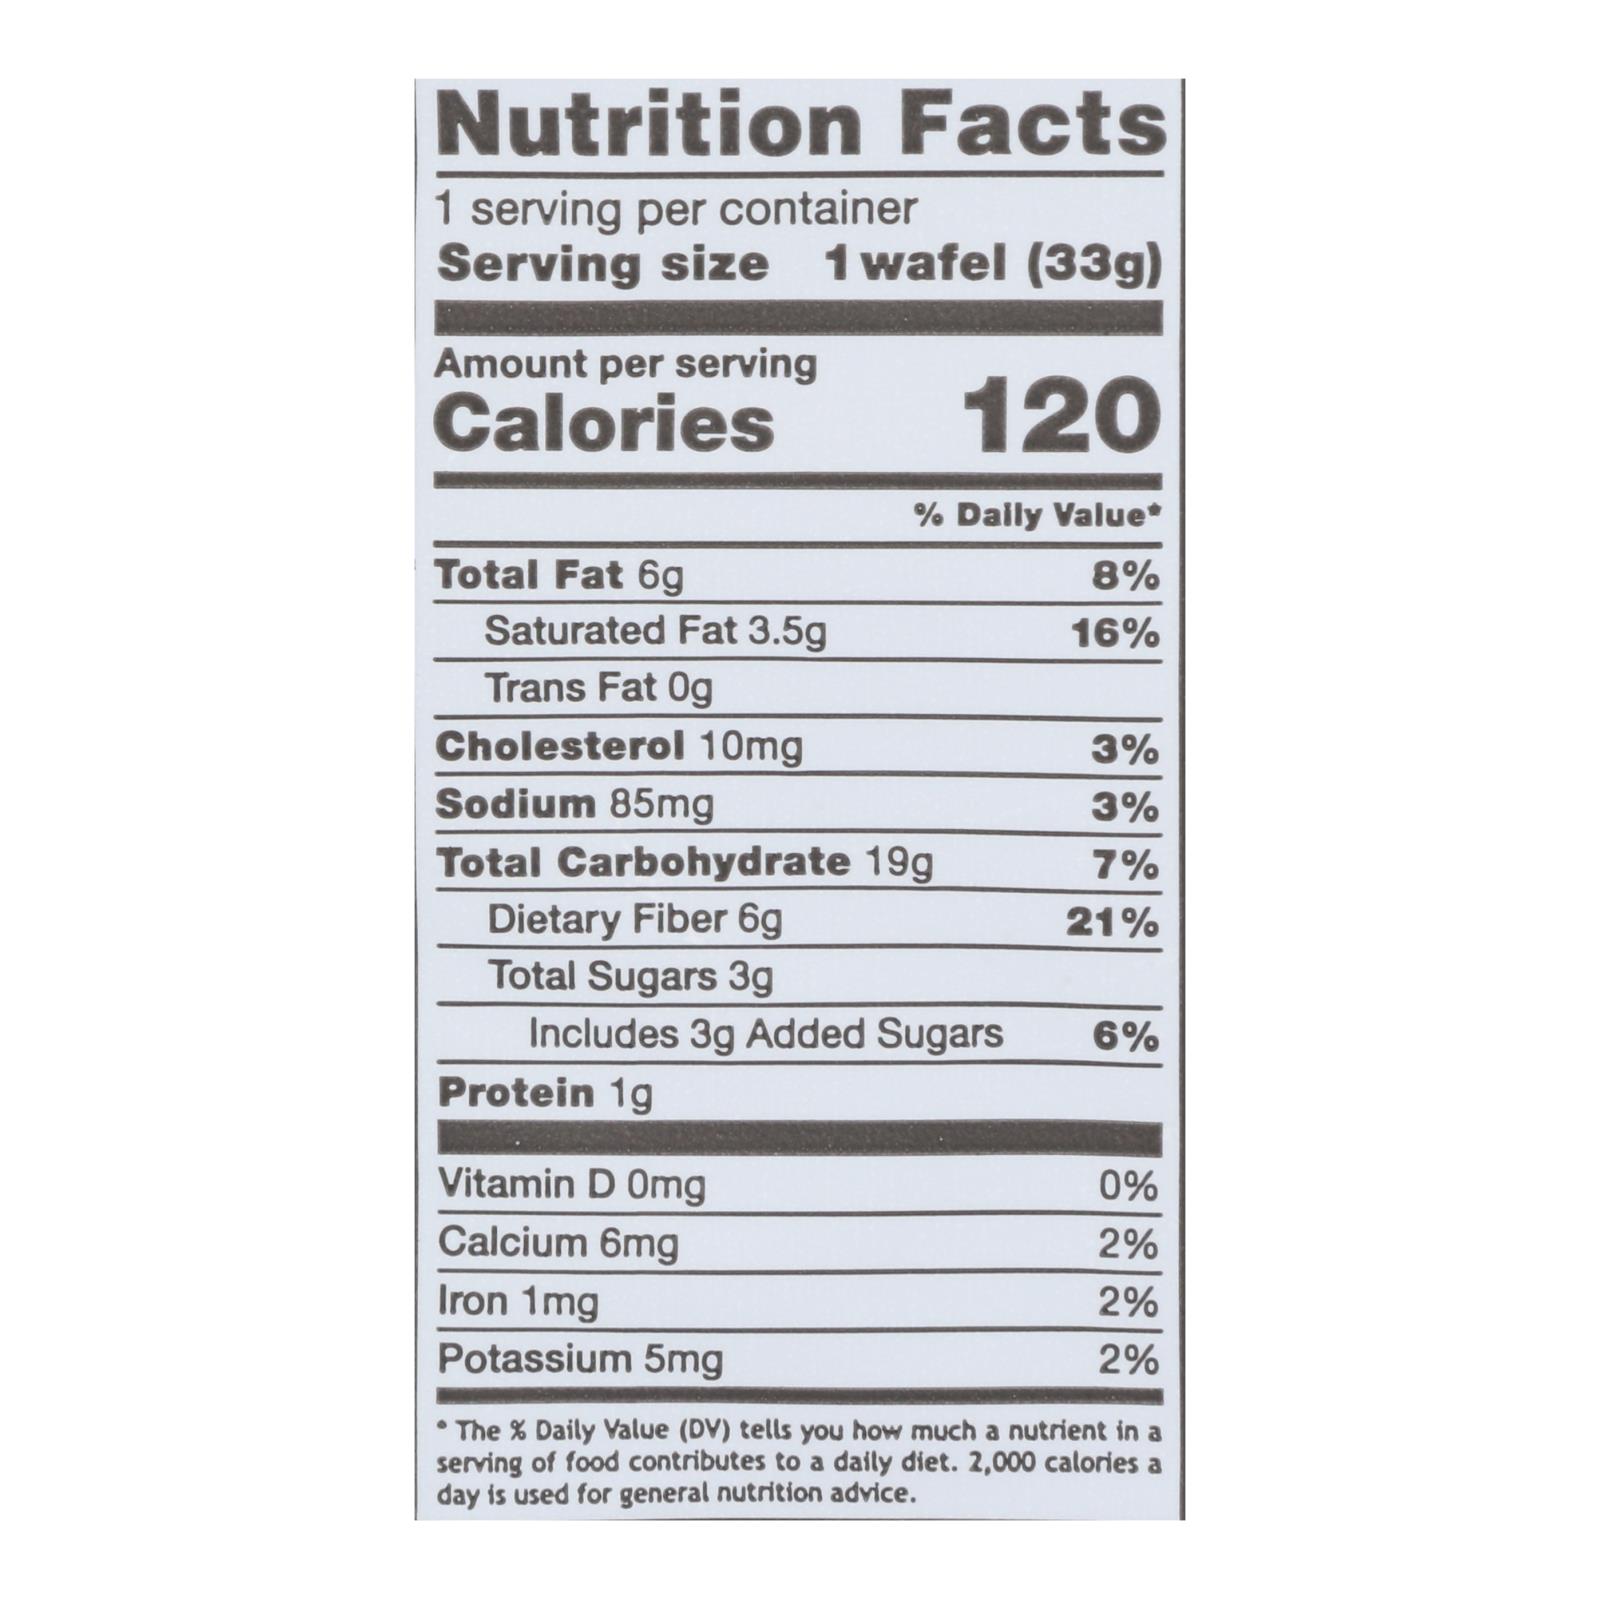 Nutrition Facts
1 serving per container
Serving size 1 wafel (33g)
Amount per serving
Calories 120
% Daily Value*
Total Fat 6g 8%
Saturated Fat 3.5g 16%
Trans Fat 0g
Cholesterol 10mg 3%
Sodium 85mg 3%
Total Carbohydrate 19g 7%
Dietary Fiber 6g 21%
Total Sugars 3g
Includes 3g Added Sugars 6%
Protein 1g
Vitamin D 0mg 0%
Calcium 6mg 2%
Iron 1mg 2%
Potassium 5mg 2%
* The % Daily Value (DV) tells you how much a nutrient in a
serving of food contributes to a daily diet. 2,000 calories a
day is used for general nutrition advice.